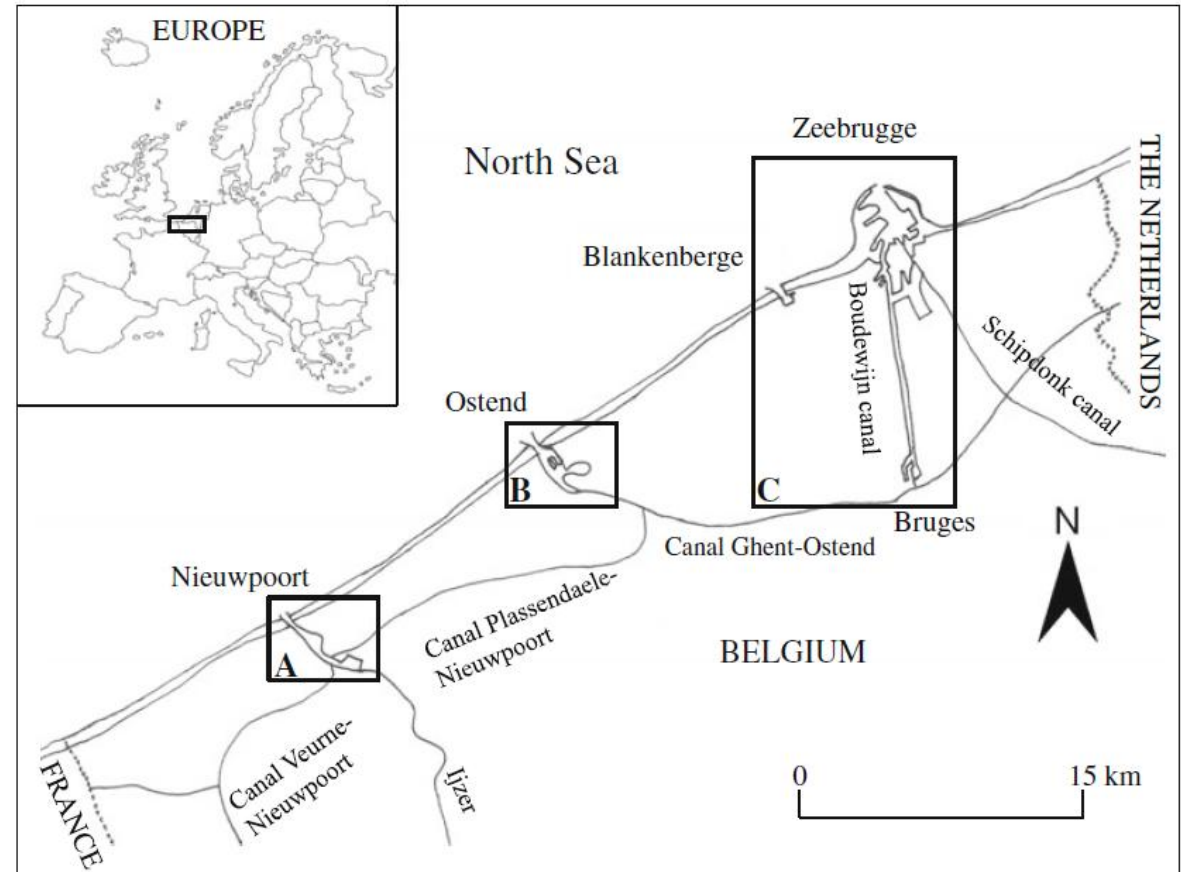 EUROPE
North Sea
Zeebrugge
THE NETHERLANDS
Blankenberge
Boudewijn canal
Schipdonk canal
Ostend
B
C
Bruges
Canal Ghent-Ostend
N
Nieuwpoort
A
Canal Plassendaele-
Nieuwpoort
BELGIUM
Canal Veurne-
Nieuwpoort
Ijzer
FRANCE
0
15 km